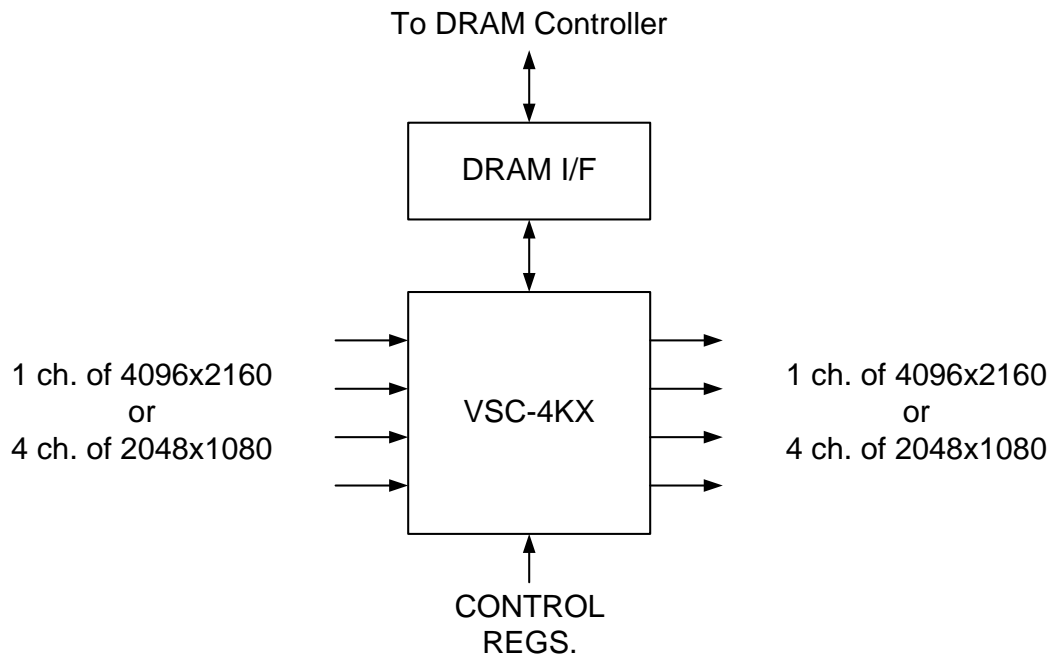 To DRAM Controller
DRAM I/F
1 ch. of 4096x2160
or
4 ch. of 2048x1080
VSC-4KX
1 ch. of 4096x2160
or
4 ch. of 2048x1080
CONTROL
REGS.